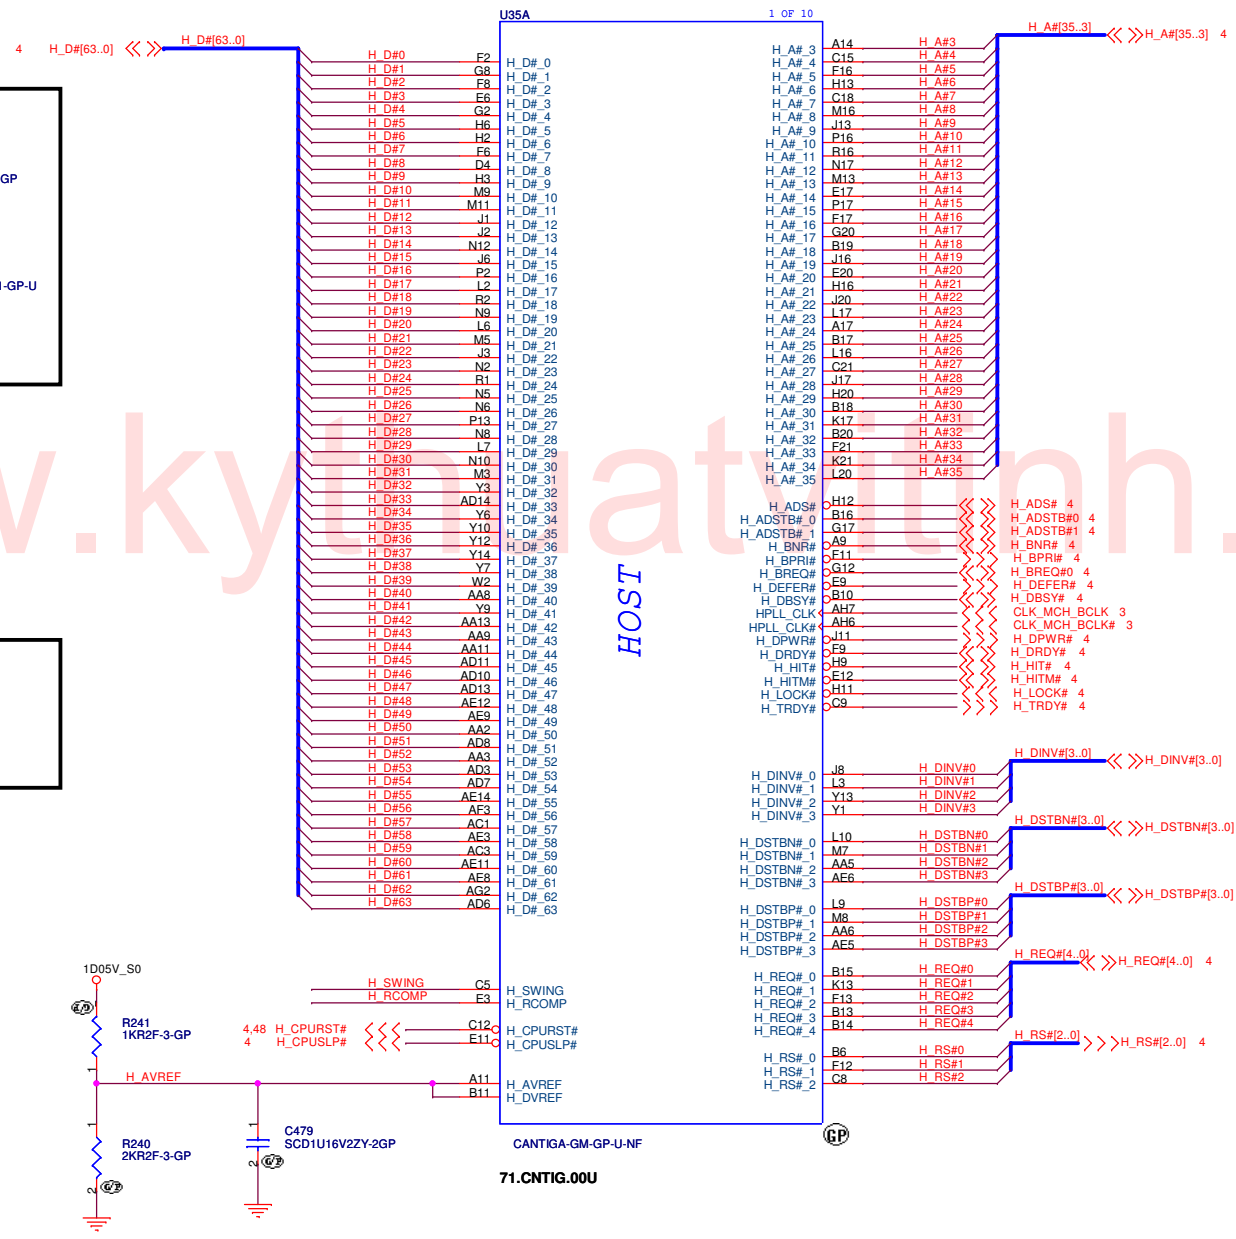 U35A
1 OF 10
4 H_D#[63..0]
H_D#[63..0]
H_A#[35..3]
H_A#[35..3] 4
H_D#0 F2 H_D#_0
H_D#1 G8 H_D#_1
H_D#2 F8 H_D#_2
H_D#3 E6 H_D#_3
H_D#4 G2 H_D#_4
H_D#5 H6 H_D#_5
H_D#6 H2 H_D#_6
H_D#7 F6 H_D#_7
H_D#8 D4 H_D#_8
H_D#9 H3 H_D#_9
H_D#10 M9 H_D#_10
H_D#11 M11 H_D#_11
H_D#12 J1 H_D#_12
H_D#13 J2 H_D#_13
H_D#14 N12 H_D#_14
H_D#15 J6 H_D#_15
H_D#16 P2 H_D#_16
H_D#17 L2 H_D#_17
H_D#18 R2 H_D#_18
H_D#19 N9 H_D#_19
H_D#20 L6 H_D#_20
H_D#21 M5 H_D#_21
H_D#22 J3 H_D#_22
H_D#23 N2 H_D#_23
H_D#24 R1 H_D#_24
H_D#25 N5 H_D#_25
H_D#26 N6 H_D#_26
H_D#27 P13 H_D#_27
H_D#28 N8 H_D#_28
H_D#29 L7 H_D#_29
H_D#30 N10 H_D#_30
H_D#31 M3 H_D#_31
H_D#32 Y3 H_D#_32
H_D#33 AD14 H_D#_33
H_D#34 Y6 H_D#_34
H_D#35 Y10 H_D#_35
H_D#36 Y12 H_D#_36
H_D#37 Y14 H_D#_37
H_D#38 Y7 H_D#_38
H_D#39 W2 H_D#_39
H_D#40 AA8 H_D#_40
H_D#41 Y9 H_D#_41
H_D#42 AA13 H_D#_42
H_D#43 AA9 H_D#_43
H_D#44 AA11 H_D#_44
H_D#45 AD11 H_D#_45
H_D#46 AD10 H_D#_46
H_D#47 AD13 H_D#_47
H_D#48 AE12 H_D#_48
H_D#49 AE9 H_D#_49
H_D#50 AA2 H_D#_50
H_D#51 AD8 H_D#_51
H_D#52 AA3 H_D#_52
H_D#53 AD3 H_D#_53
H_D#54 AD7 H_D#_54
H_D#55 AE14 H_D#_55
H_D#56 AF3 H_D#_56
H_D#57 AC1 H_D#_57
H_D#58 AE3 H_D#_58
H_D#59 AC3 H_D#_59
H_D#60 AE11 H_D#_60
H_D#61 AE8 H_D#_61
H_D#62 AG2 H_D#_62
H_D#63 AD6 H_D#_63
H_SWING C5 H_SWING
H_RCOMP E3 H_RCOMP
4,48 H_CPURST# C12 H_CPURST#
4 H_CPUSLP# E11 H_CPUSLP#
H_AVREF A11 H_AVREF
B11 H_DVREF
HOST
H_A#_3 A14 H_A#3
H_A#_4 C15 H_A#4
H_A#_5 F16 H_A#5
H_A#_6 H13 H_A#6
H_A#_7 C18 H_A#7
H_A#_8 M16 H_A#8
H_A#_9 J13 H_A#9
H_A#_10 P16 H_A#10
H_A#_11 R16 H_A#11
H_A#_12 N17 H_A#12
H_A#_13 M13 H_A#13
H_A#_14 E17 H_A#14
H_A#_15 P17 H_A#15
H_A#_16 F17 H_A#16
H_A#_17 G20 H_A#17
H_A#_18 B19 H_A#18
H_A#_19 J16 H_A#19
H_A#_20 E20 H_A#20
H_A#_21 H16 H_A#21
H_A#_22 J20 H_A#22
H_A#_23 L17 H_A#23
H_A#_24 A17 H_A#24
H_A#_25 B17 H_A#25
H_A#_26 L16 H_A#26
H_A#_27 C21 H_A#27
H_A#_28 J17 H_A#28
H_A#_29 H20 H_A#29
H_A#_30 B18 H_A#30
H_A#_31 K17 H_A#31
H_A#_32 B20 H_A#32
H_A#_33 F21 H_A#33
H_A#_34 K21 H_A#34
H_A#_35 L20 H_A#35
H_ADS# H12 H_ADS# 4
H_ADSTB#_0 B16 H_ADSTB#0 4
H_ADSTB#_1 G17 H_ADSTB#1 4
H_BNR# A9 H_BNR# 4
H_BPRI# F11 H_BPRI# 4
H_BREQ# G12 H_BREQ#0 4
H_DEFER# E9 H_DEFER# 4
H_DBSY# B10 H_DBSY# 4
HPLL_CLK AH7 CLK_MCH_BCLK 3
HPLL_CLK# AH6 CLK_MCH_BCLK# 3
H_DPWR# J11 H_DPWR# 4
H_DRDY# F9 H_DRDY# 4
H_HIT# H9 H_HIT# 4
H_HITM# E12 H_HITM# 4
H_LOCK# H11 H_LOCK# 4
H_TRDY# C9 H_TRDY# 4
H_DINV#[3..0] H_DINV#[3..0]
H_DINV#_0 J8 H_DINV#0
H_DINV#_1 L3 H_DINV#1
H_DINV#_2 Y13 H_DINV#2
H_DINV#_3 Y1 H_DINV#3
H_DSTBN#[3..0] H_DSTBN#[3..0]
H_DSTBN#_0 L10 H_DSTBN#0
H_DSTBN#_1 M7 H_DSTBN#1
H_DSTBN#_2 AA5 H_DSTBN#2
H_DSTBN#_3 AE6 H_DSTBN#3
H_DSTBP#[3..0] H_DSTBP#[3..0]
H_DSTBP#_0 L9 H_DSTBP#0
H_DSTBP#_1 M8 H_DSTBP#1
H_DSTBP#_2 AA6 H_DSTBP#2
H_DSTBP#_3 AE5 H_DSTBP#3
H_REQ#[4..0] H_REQ#[4..0] 4
H_REQ#_0 B15 H_REQ#0
H_REQ#_1 K13 H_REQ#1
H_REQ#_2 F13 H_REQ#2
H_REQ#_3 B13 H_REQ#3
H_REQ#_4 B14 H_REQ#4
H_RS#[2..0] H_RS#[2..0] 4
H_RS#_0 B6 H_RS#0
H_RS#_1 F12 H_RS#1
H_RS#_2 C8 H_RS#2
CANTIGA-GM-GP-U-NF
GP
71.CNTIG.00U
1D05V_S0
R241
1KR2F-3-GP
1
1
R240
2KR2F-3-GP
2
1
C479
SCD1U16V2ZY-2GP
2
GP
-GP-U
w.kythuatvitinh.